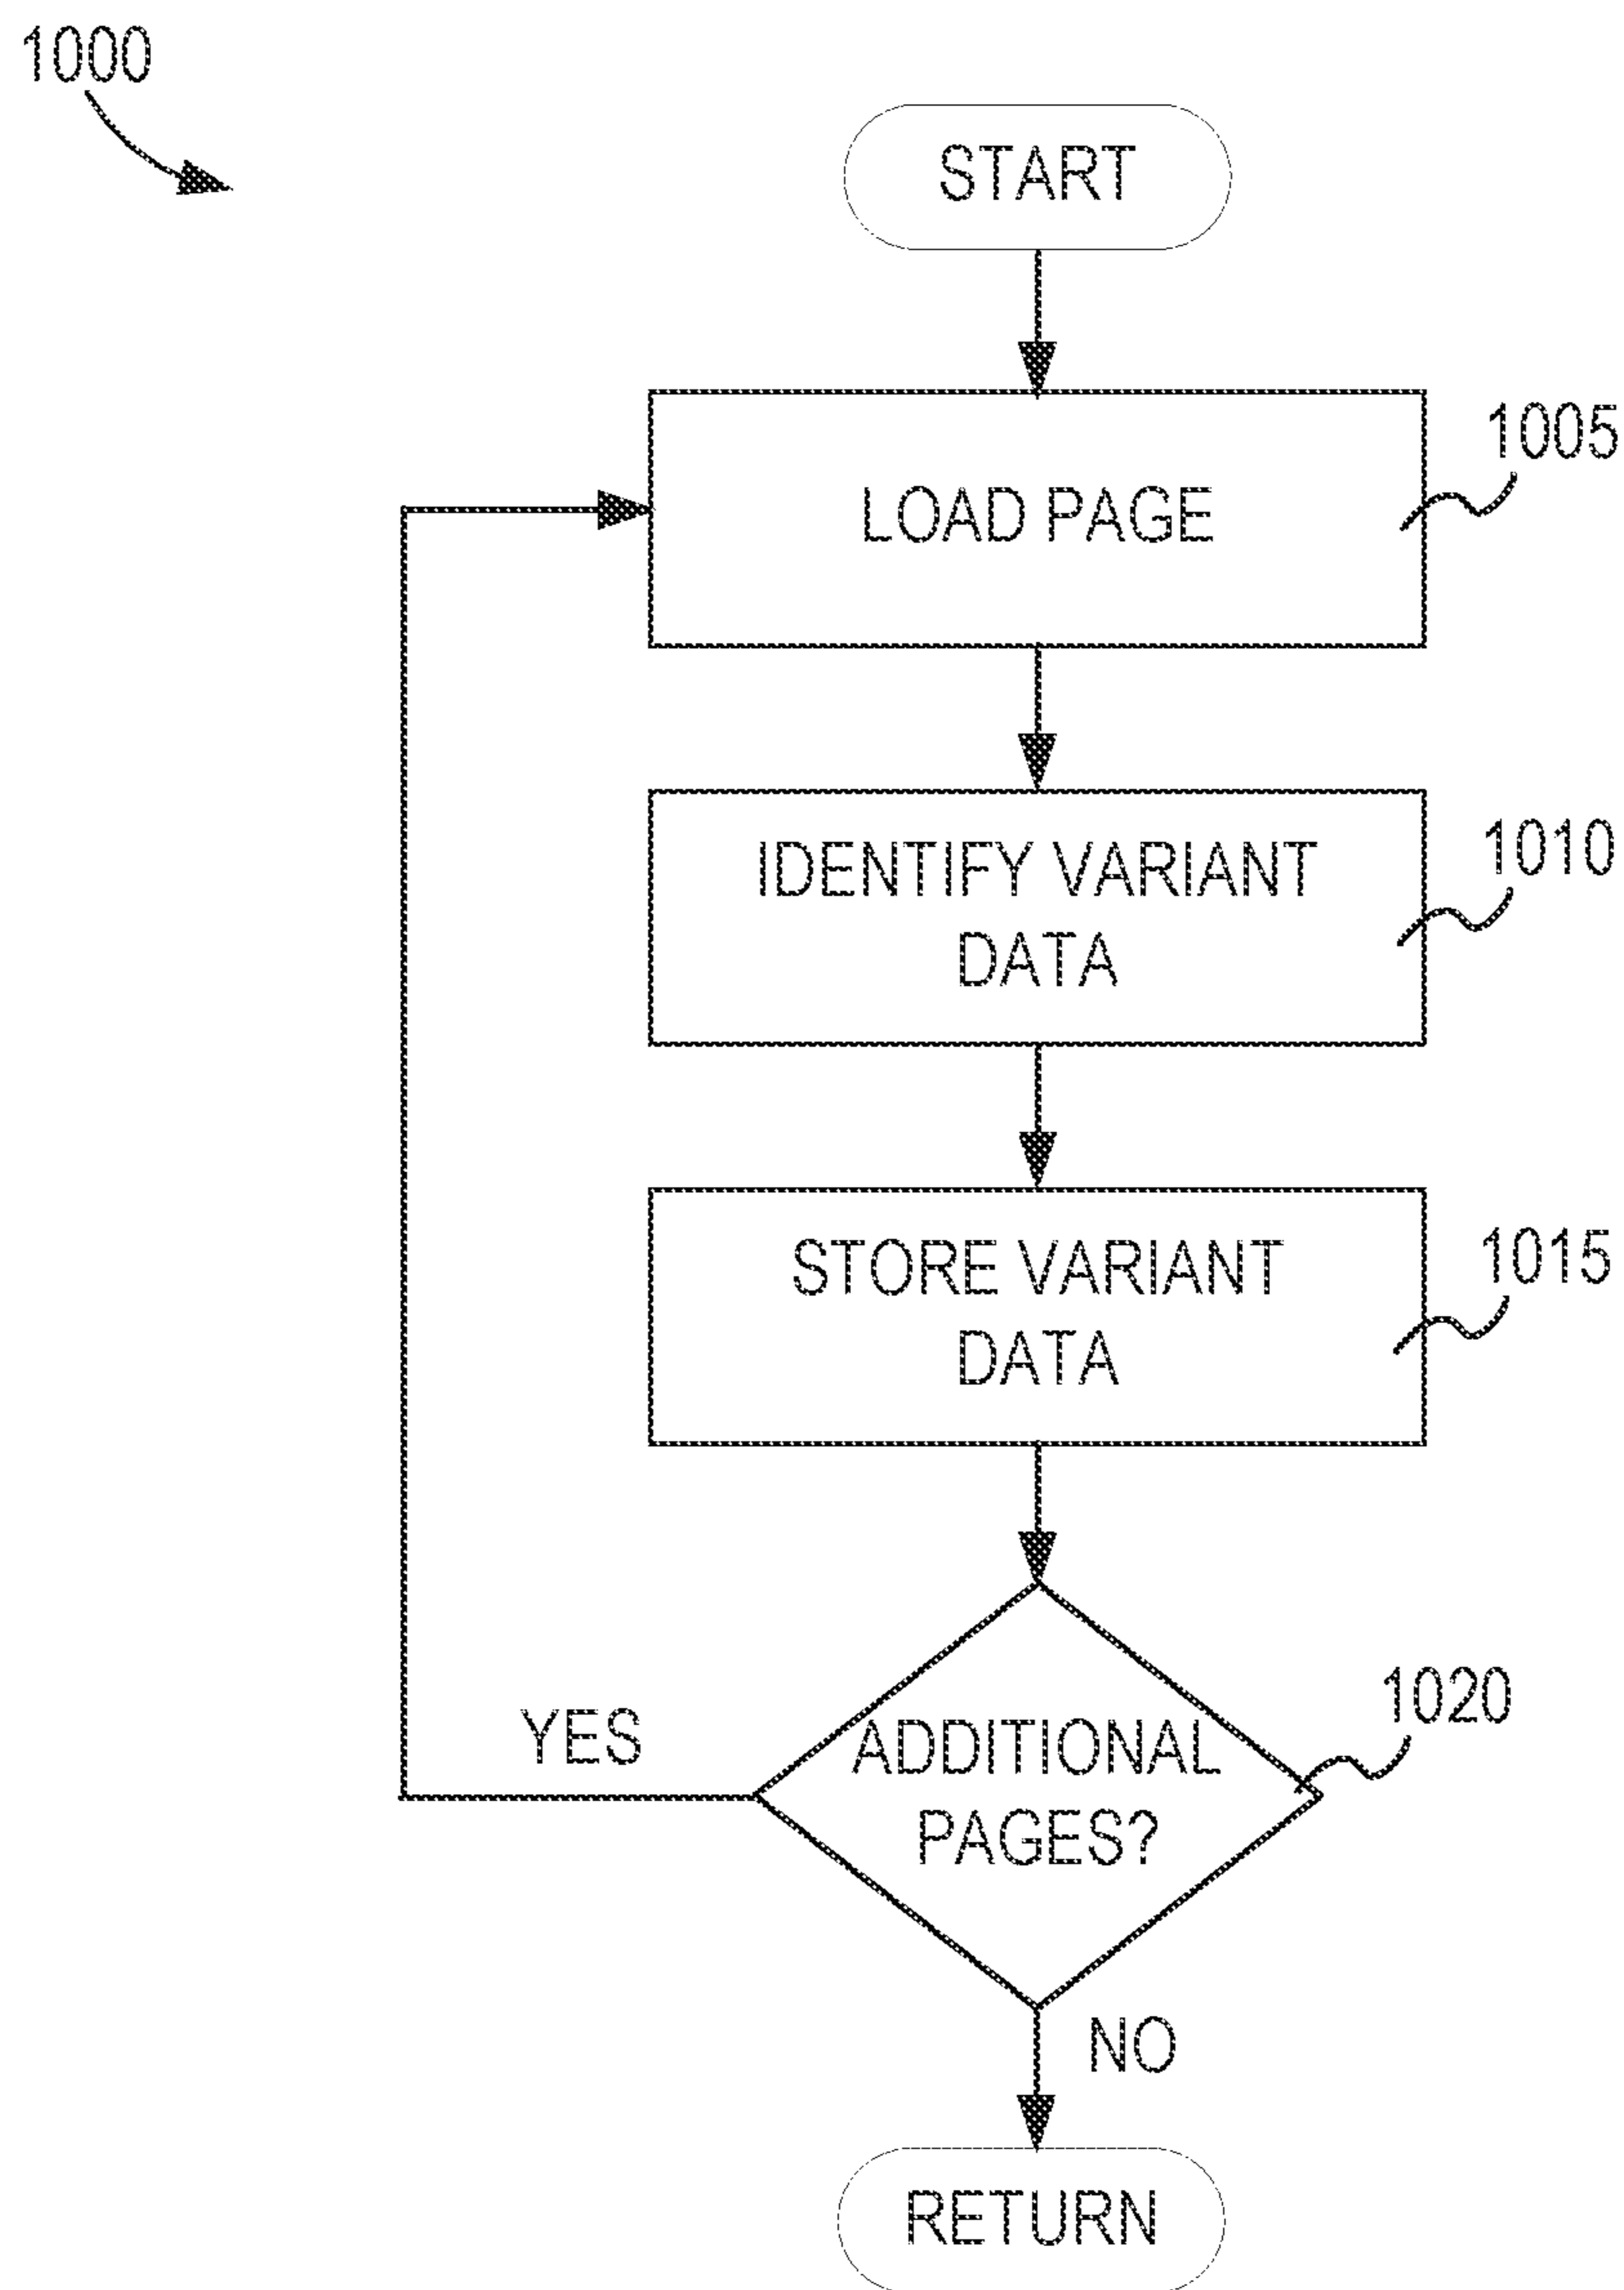 1000
START
LOAD PAGE
1005
IDENTIFY VARIANT
DATA
1010
STORE VARIANT
DATA
1015
ADDITIONAL
PAGES?
1020
YES
NO
RETURN